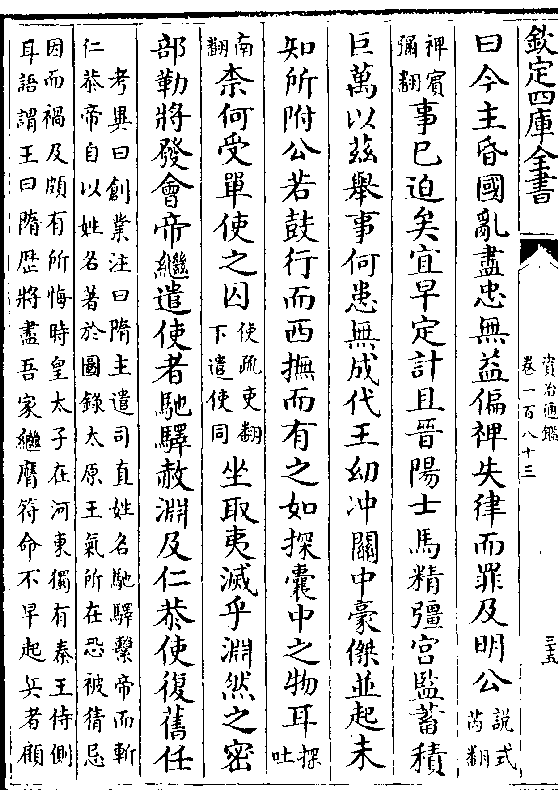 欽定四庫全書
資治通鑑
卷一百八十三
三五
曰今主昏國亂盡忠無益偏裨失律而罪及明公說式芮翻
裨賓彌翻事已迫矣宜早定計且晉陽士馬精彊宮監蓄積
巨萬以兹舉事何患無成代王幼冲關中豪傑並起未
知所附公若鼓行而西撫而有之如探囊中之物耳探吐
南翻柰何受單使之囚使疏吏翻下遣使同坐取夷滅乎淵然之密
部勒將發會帝繼遣使者馳驛赦淵及仁恭使復舊任
考異曰創業注曰隋主遣司直姓名馳驛繫帝而斬
仁恭帝自以姓名著於圖錄太原王氣所在恐被猜忌
因而禍及頗有所悔時皇太子在河東獨有秦王侍側
耳語謂王曰隋歴將盡吾家繼膺符命不早起兵者顧